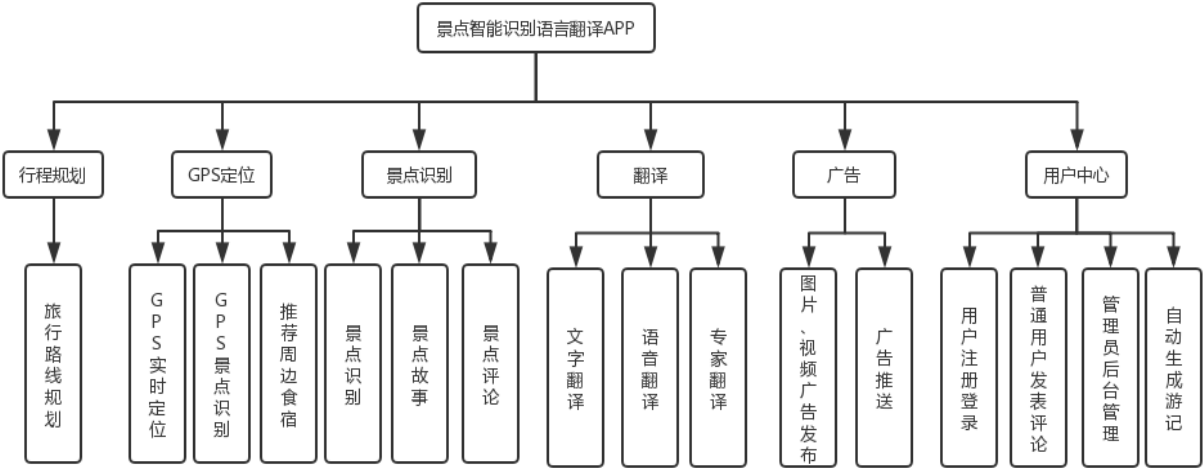 景点智能识别语言翻译APP
行程规划
GPS定位
景点识别
翻译
广告
用户中心
旅行路线规划
GPS实时定位
GPS景点识别
推荐周边食宿
景点识别
景点故事
景点评论
文字翻译
语音翻译
专家翻译
图片、视频广告发布
广告推送
用户注册登录
普通用户发表评论
管理员后台管理
自动生成游记